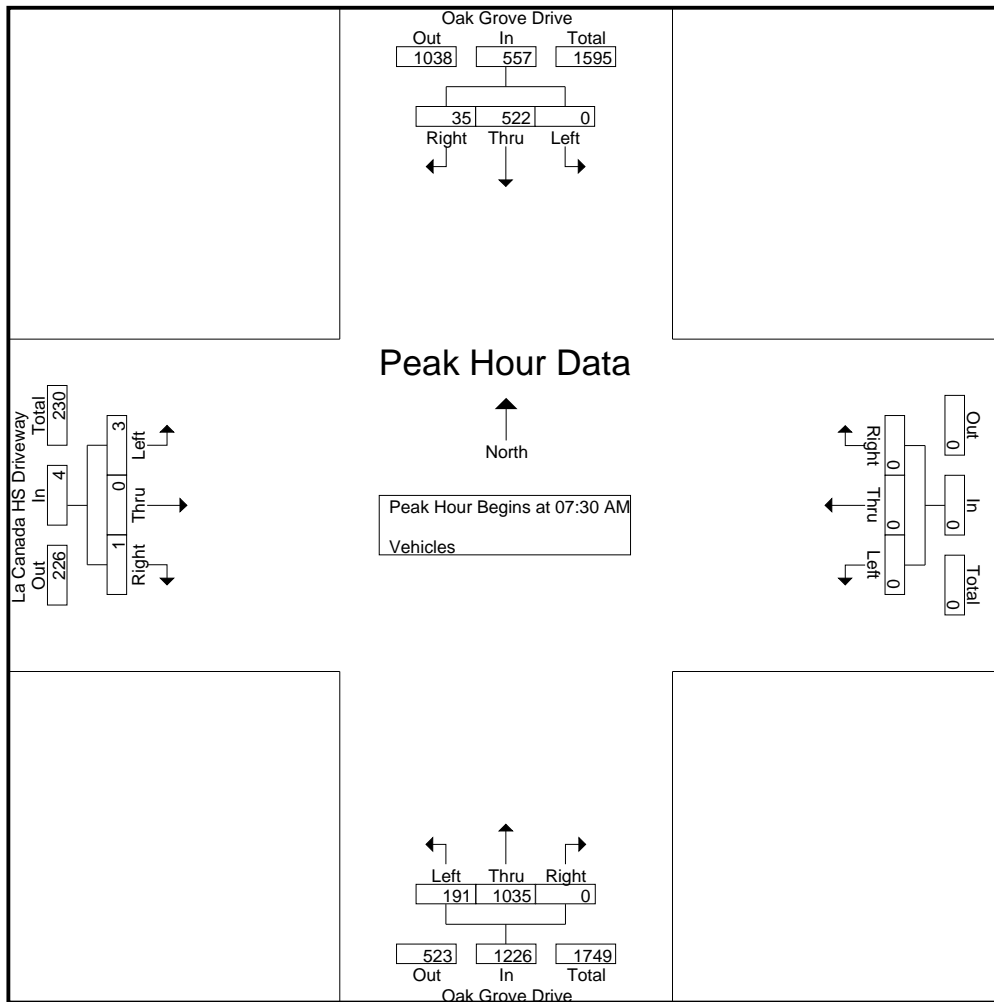 Oak Grove Drive
Out In Total
1038 557 1595
35 522 0
Right Thru Left
Peak Hour Data
North
Peak Hour Begins at 07:30 AM
Vehicles
La Canada HS Driveway
Out In Total
226 4 230
3 0 1
Left Thru Right
Right Thru Left
0 0 0
Out In Total
0 0 0
Left Thru Right
191 1035 0
523 1226 1749
Out In Total
Oak Grove Drive